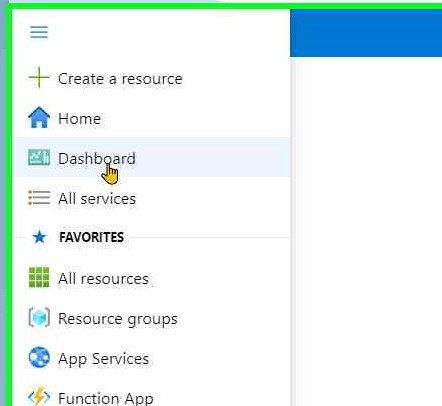 Create a resource
Home
Dashboard
All services
FAVORITES
All resources
Resource groups
App Services
Function App